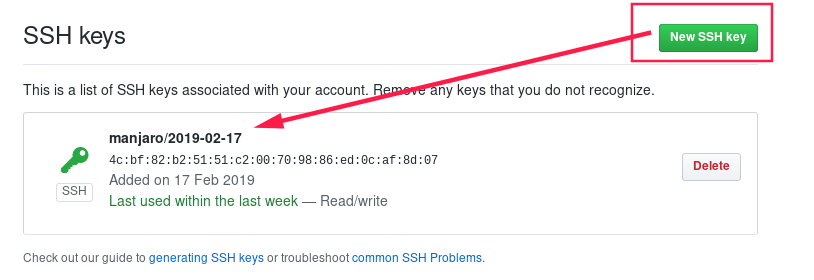 SSH keys
New SSH key
This is a list of SSH keys associated with your account. Remove any keys that you do not recognize.
manjaro/2019-02-17
4c:bf:82:b2:51:51:c2:00:70:98:86:ed:0c:af:8d:07
SSH
Added on 17 Feb 2019
Last used within the last week — Read/write
Delete
Check out our guide to generating SSH keys or troubleshoot common SSH Problems.